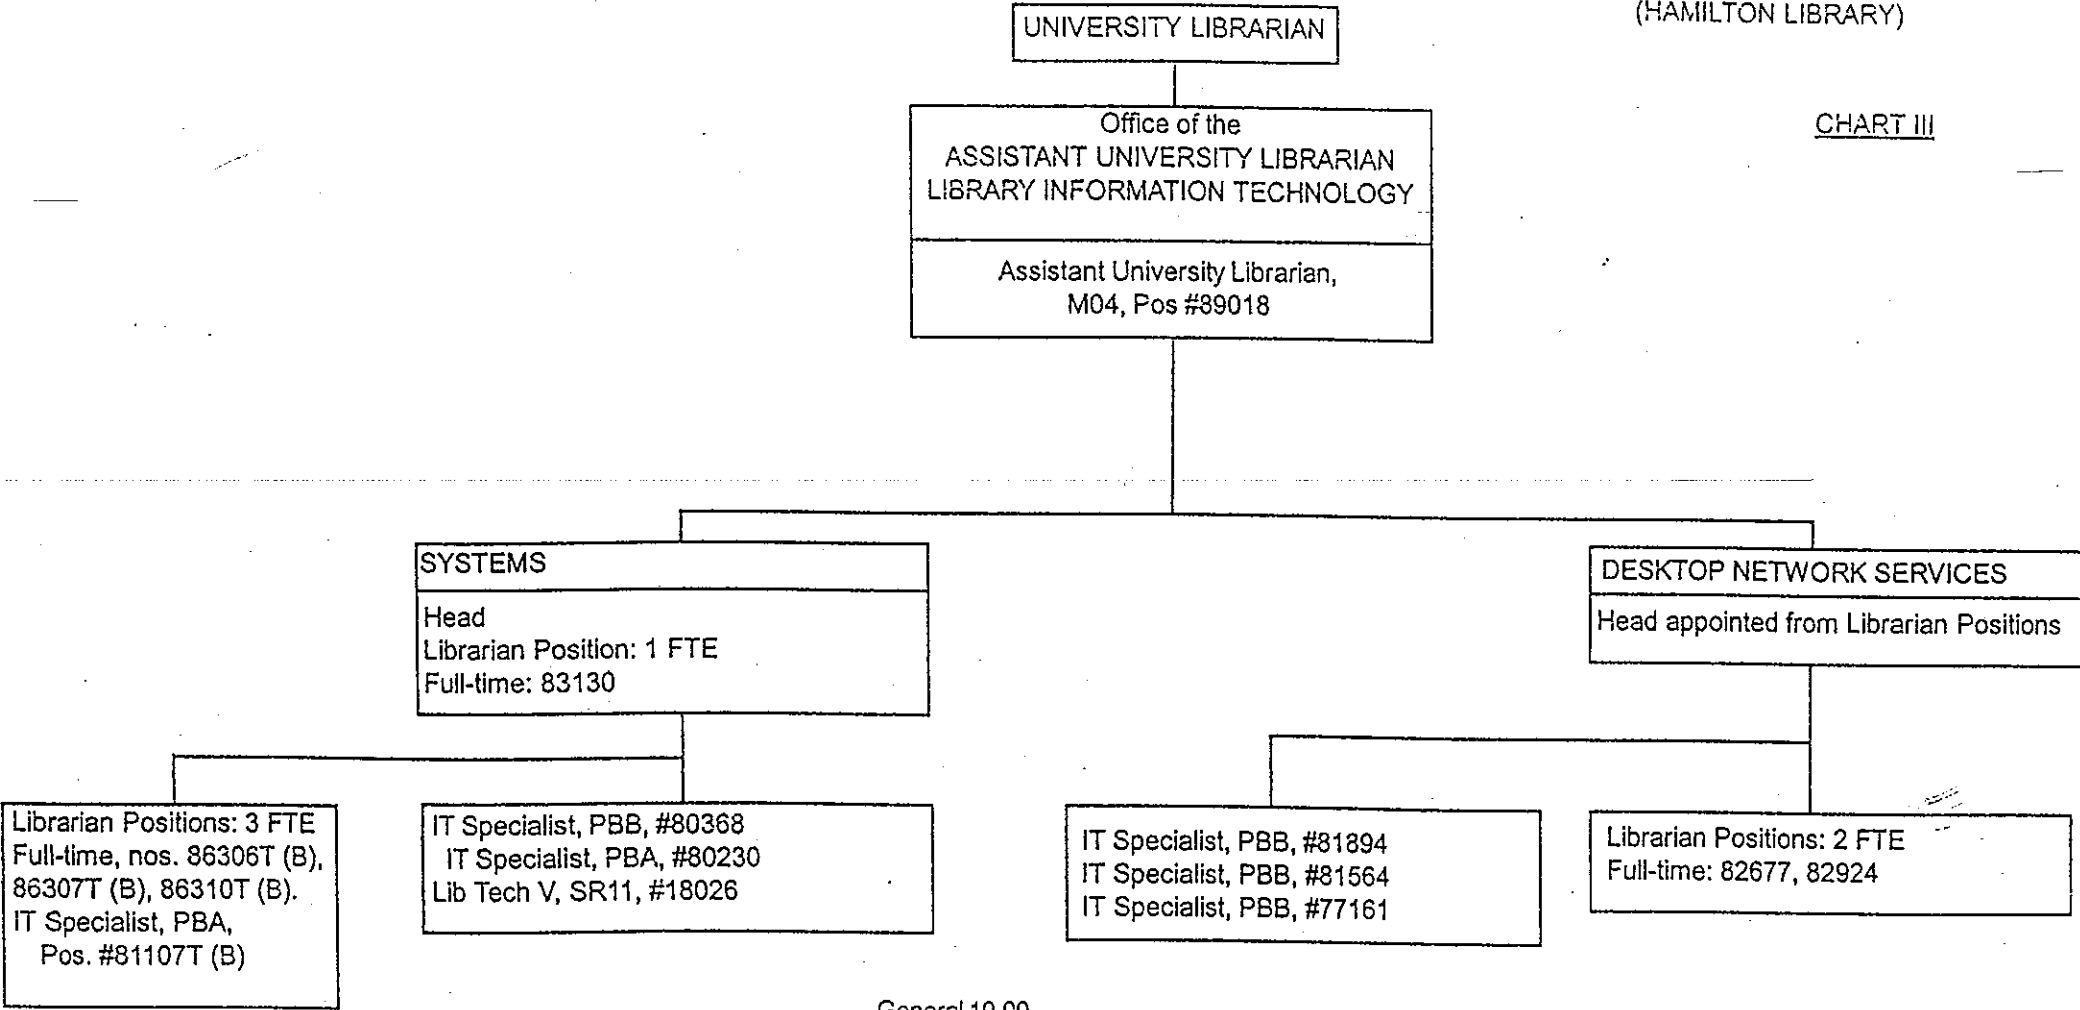 (HAMILTON LIBRARY)
CHART III
UNIVERSITY LIBRARIAN
Office of the
ASSISTANT UNIVERSITY LIBRARIAN
LIBRARY INFORMATION TECHNOLOGY
Assistant University Librarian,
M04, Pos #89018
SYSTEMS
Head
Librarian Position: 1 FTE
Full-time: 83130
DESKTOP NETWORK SERVICES
Head appointed from Librarian Positions
Librarian Positions: 3 FTE
Full-time, nos. 86306T (B),
86307T (B), 86310T (B).
IT Specialist, PBA,
Pos. #81107T (B)
IT Specialist, PBB, #80368
IT Specialist, PBA, #80230
Lib Tech V, SR11, #18026
IT Specialist, PBB, #81894
IT Specialist, PBB, #81564
IT Specialist, PBB, #77161
Librarian Positions: 2 FTE
Full-time: 82677, 82924
General